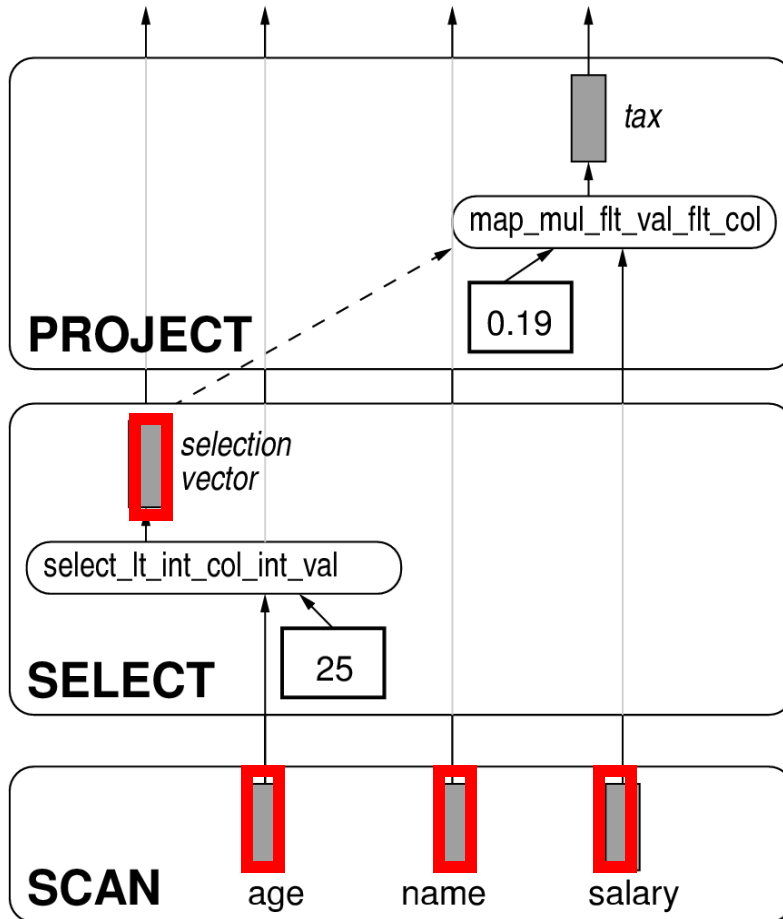 tax
map_mul_flt_val_flt_col
0.19
PROJECT
selection
vector
select_lt_int_col_int_val
25
SELECT
SCAN
age
name
salary